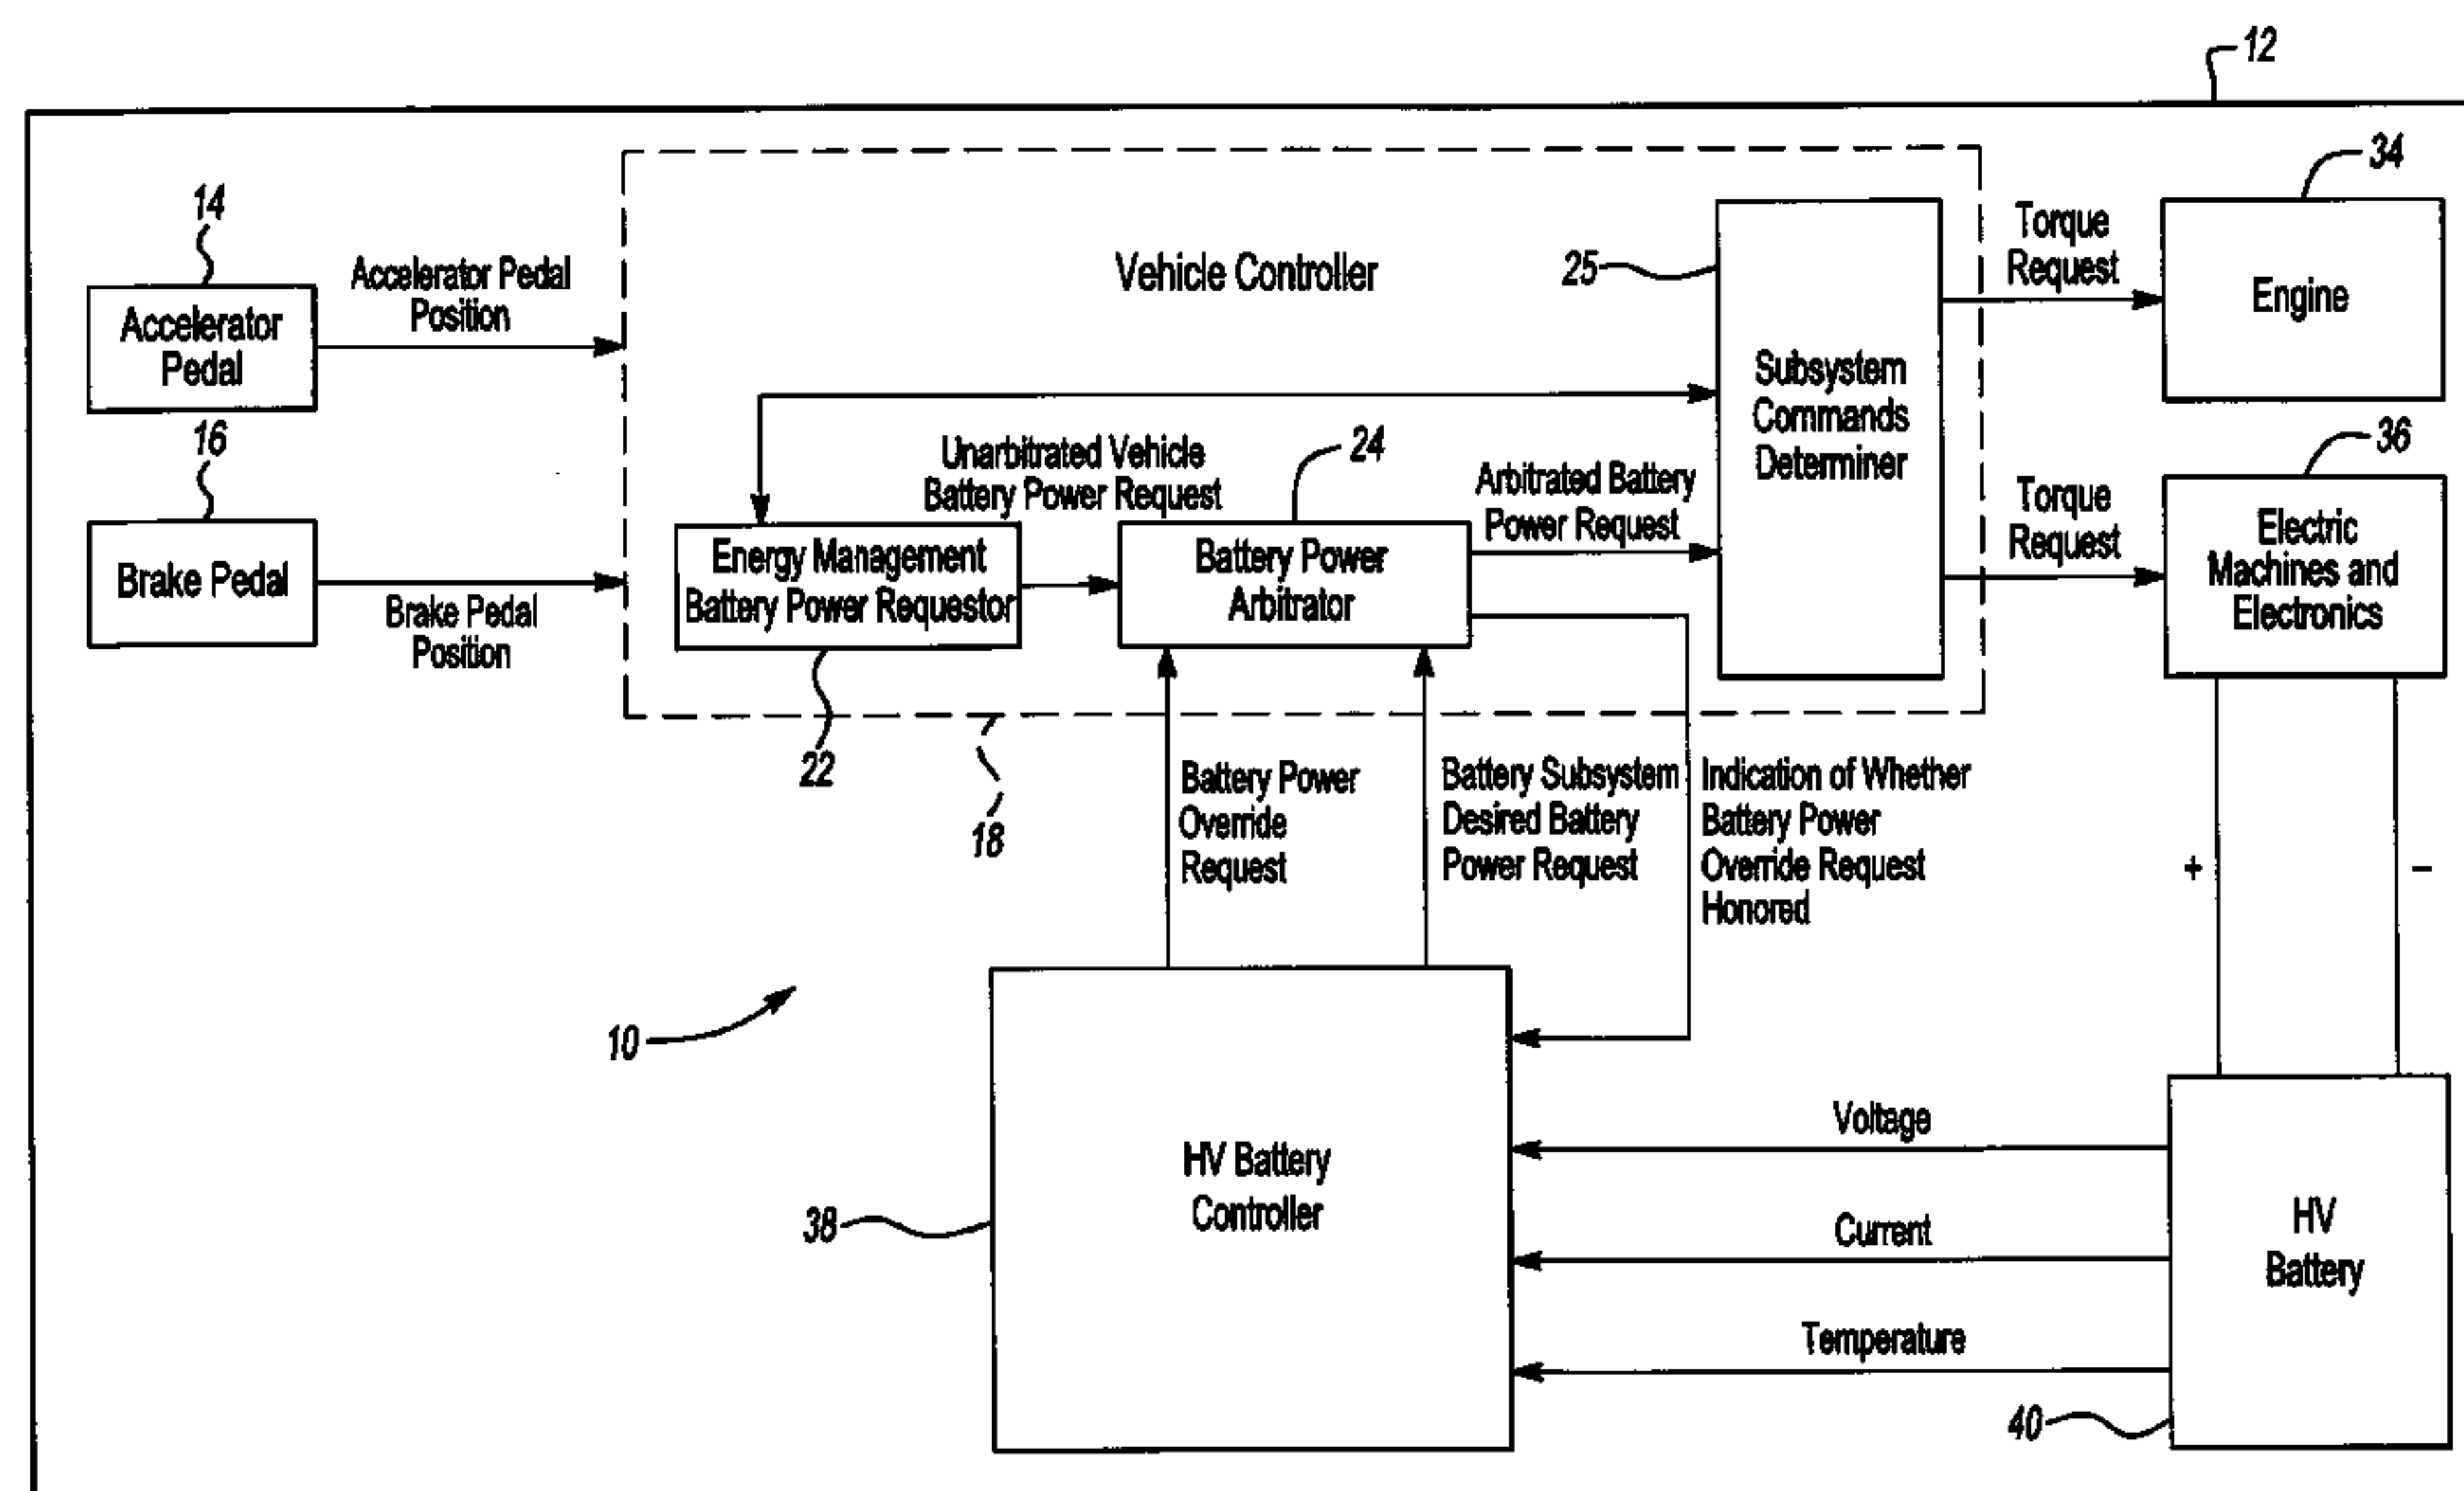 12
34
14
Accelerator Pedal
Position
Accelerator
Pedal
Vehicle Controller
25
Torque
Request
Engine
16
Brake Pedal
Brake Pedal
Position
Unarbitrated Vehicle
Battery Power Request
24
Arbitrated Battery
Power Request
Subsystem
Commands
Determiner
36
Torque
Request
Electric
Machines and
Electronics
Energy Management
Battery Power Requestor
Battery Power
Arbitrator
22
18
Battery Power
Override
Request
Battery Subsystem
Desired Battery
Power Request
Indication of Whether
Battery Power
Override Request
Honored
+
–
10
HV Battery
Controller
38
Voltage
Current
Temperature
HV
Battery
40